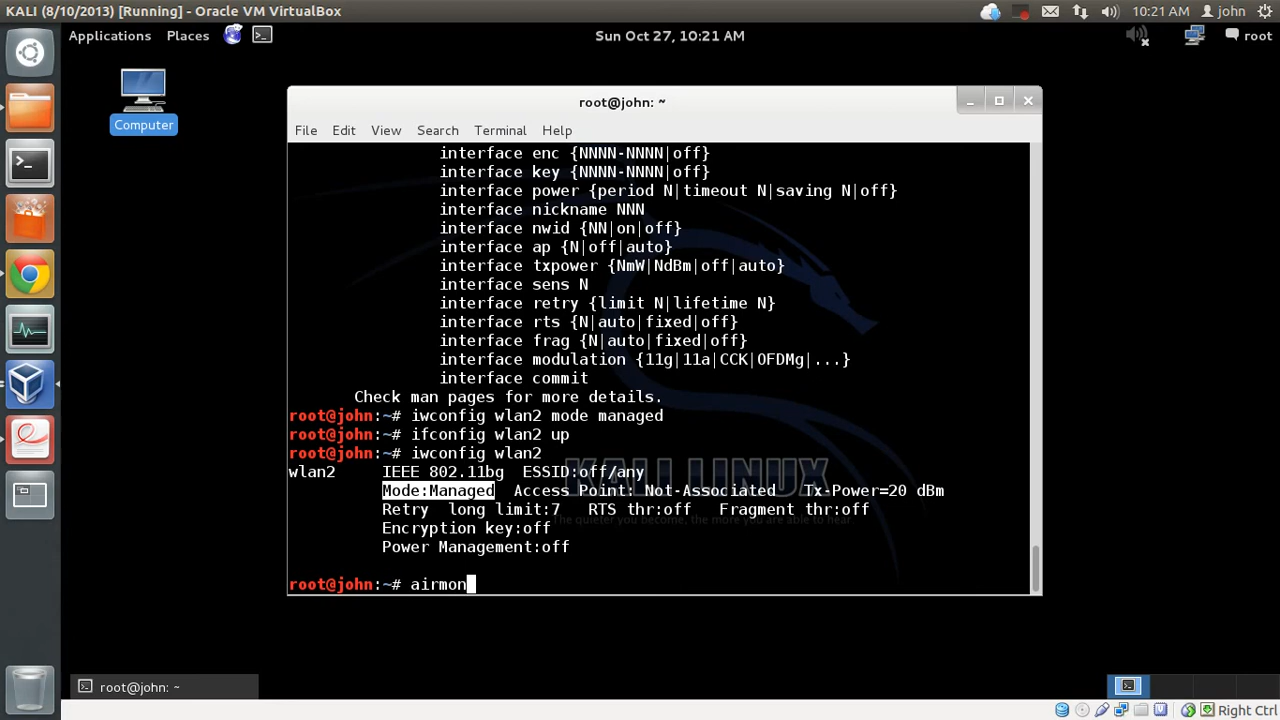 KALI (8/10/2013) [Running] - Oracle VM VirtualBox
10:21 AM
john
Applications Places
Sun Oct 27, 10:21 AM
root
Computer
root@john: ~
File Edit View Search Terminal Help
interface enc {NNNN-NNNN|off}
interface key {NNNN-NNNN|off}
interface power {period N|timeout N|saving N|off}
interface nickname NNN
interface nwid {NN|on|off}
interface ap {N|off|auto}
interface txpower {NmW|NdBm|off|auto}
interface sens N
interface retry {limit N|lifetime N}
interface rts {N|auto|fixed|off}
interface frag {N|auto|fixed|off}
interface modulation {11g|11a|CCK|OFDMg|...}
interface commit
Check man pages for more details.
root@john:~# iwconfig wlan2 mode managed
root@john:~# ifconfig wlan2 up
root@john:~# iwconfig wlan2
wlan2 IEEE 802.11bg ESSID:off/any
Mode:Managed Access Point: Not-Associated Tx-Power=20 dBm
Retry long limit:7 RTS thr:off Fragment thr:off
Encryption key:off
Power Management:off
root@john:~# airmon
KALI LINUX
The quieter you become, the more you are able to hear
root@john: ~
Right Ctrl